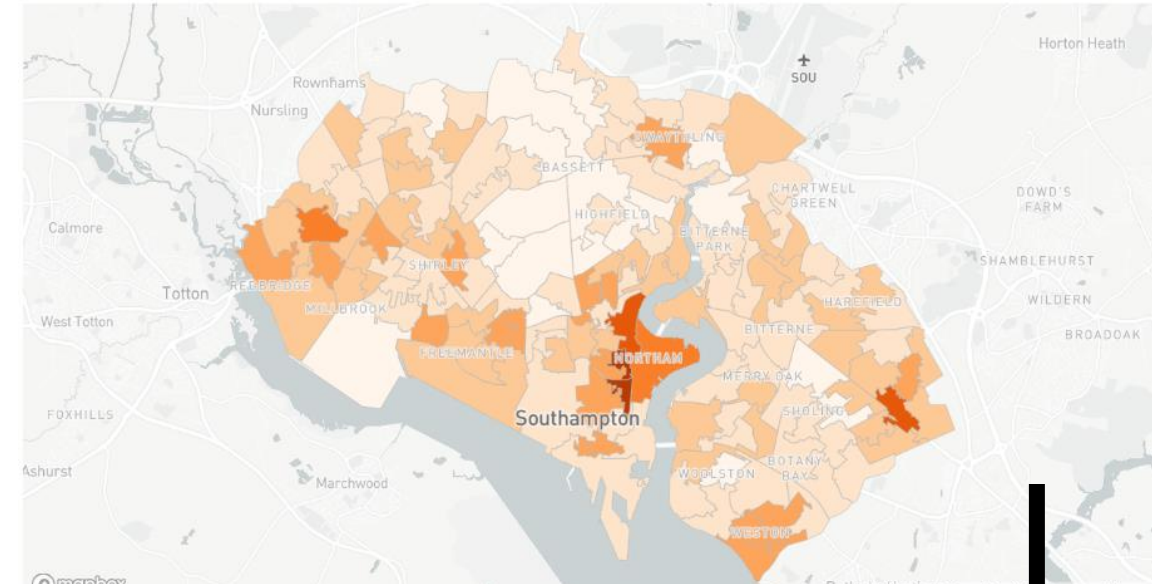 Horton Heath
SOU
Rownhams
Nursling
SWAYTHLING
BASSETT
CHARTWELL
GREEN
DOWD'S
FARM
HIGHFIELD
Calmore
BITTERNE
PARK
SHAMBLEHURST
SHIRLEY
REDBRIDGE
Totton
WILDERN
HAREFIELD
MILLBROOK
West Totton
BITTERNE
BROADOAK
FREEMANTLE
NORTHAM
MERRY OAK
FOXHILLS
Southampton
SHOLING
Ashurst
WOOLSTON
BOTANY
BAY
Marchwood
WESTON
mapbox